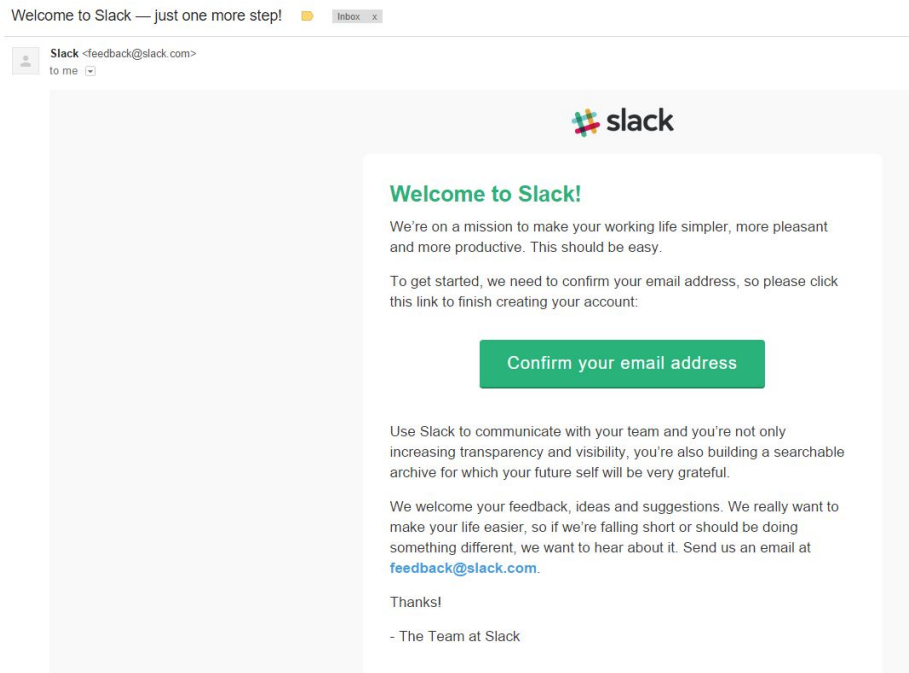 Welcome to Slack — just one more step!
Inbox x
Slack <feedback@slack.com>
to me
slack
Welcome to Slack!
We’re on a mission to make your working life simpler, more pleasant
and more productive. This should be easy.
To get started, we need to confirm your email address, so please click
this link to finish creating your account:
Confirm your email address
Use Slack to communicate with your team and you’re not only
increasing transparency and visibility, you’re also building a searchable
archive for which your future self will be very grateful.
We welcome your feedback, ideas and suggestions. We really want to
make your life easier, so if we’re falling short or should be doing
something different, we want to hear about it. Send us an email at
feedback@slack.com.
Thanks!
- The Team at Slack